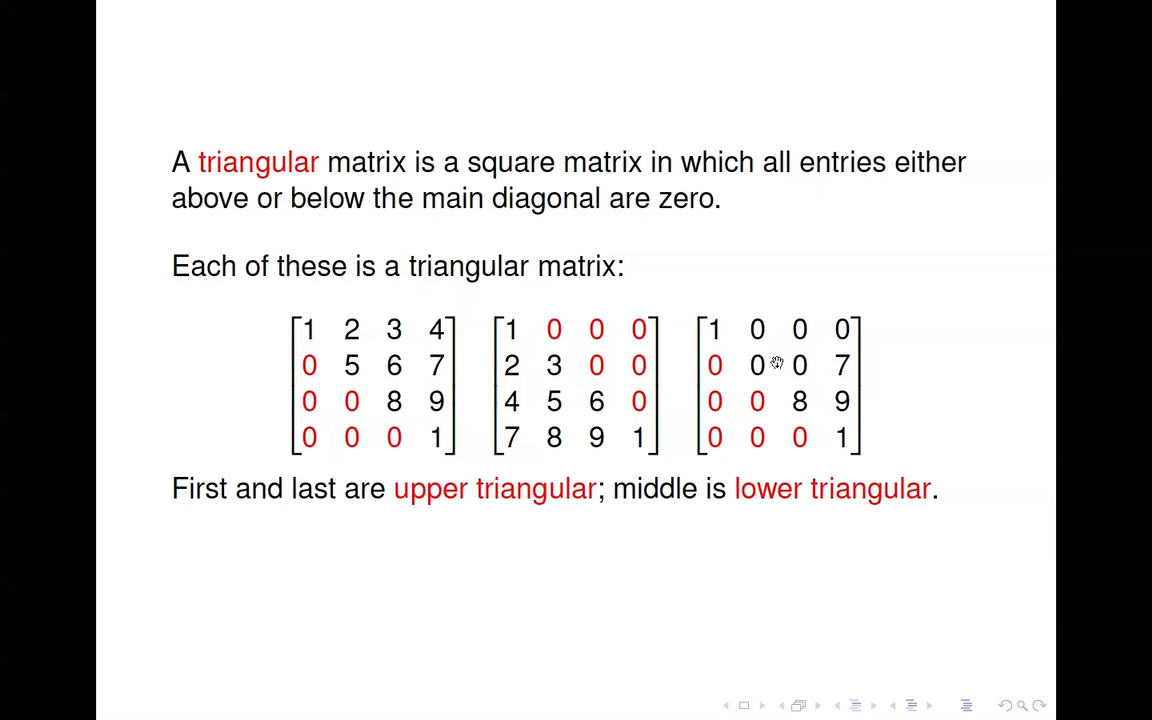 A triangular matrix is a square matrix in which all entries either
above or below the main diagonal are zero.
Each of these is a triangular matrix:
1 2 3 4 1 0 0 0 1 0 0 0
0 5 6 7 2 3 0 0 0 0 0 7
0 0 8 9 4 5 6 0 0 0 8 9
0 0 0 1 7 8 9 1 0 0 0 1
First and last are upper triangular; middle is lower triangular.